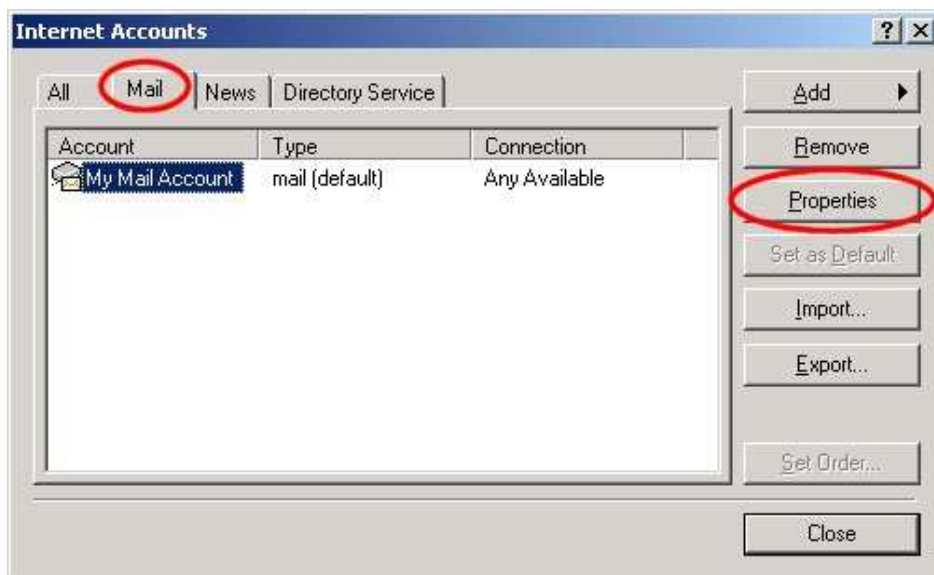 Internet Accounts
All Mail News Directory Service
Account Type Connection
My Mail Account mail (default) Any Available
Add
Remove
Properties
Set as Default
Import...
Export...
Set Order...
Close